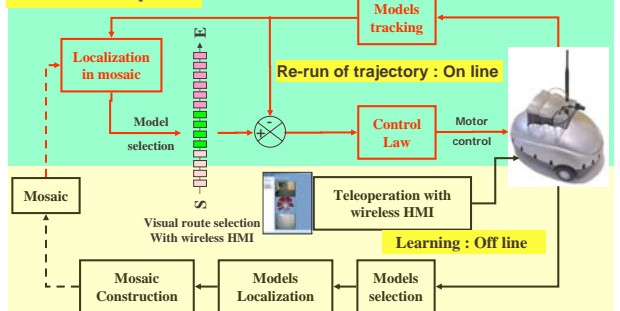 Models
tracking
E
Localization
in mosaic
Re-run of trajectory : On line
-
+
Model
selection
Control
Law
Motor
control
Mosaic
S
Teleoperation with
wireless HMI
Visual route selection
With wireless HMI
Learning : Off line
Mosaic
Construction
Models
Localization
Models
selection